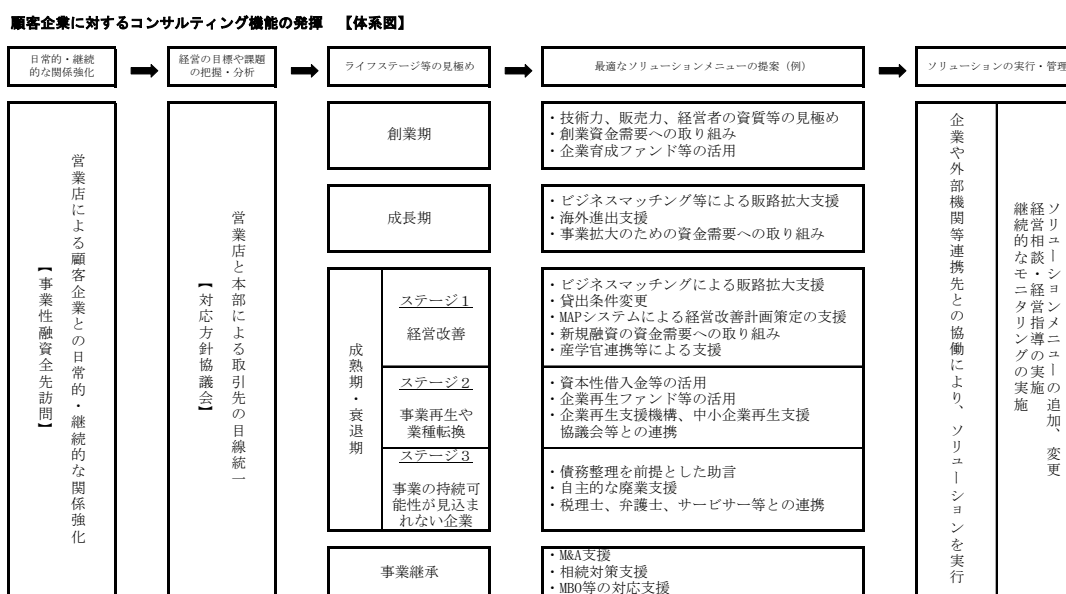 顧客企業に対するコンサルティング機能の発揮　【体系図】
日常的・継続
的な関係強化
経営の目標や課題
の把握・分析
ライフステージ等の見極め
最適なソリューションメニューの提案（例）
ソリューションの実行・管理
営業店による顧客企業との日常的・継続的な関係強化
【事業性融資全先訪問】
営業店と本部による取引先の目線統一
【対応方針協議会】
創業期
・技術力、販売力、経営者の資質等の見極め
・創業資金需要への取り組み
・企業育成ファンド等の活用
成長期
・ビジネスマッチング等による販路拡大支援
・海外進出支援
・事業拡大のための資金需要への取り組み
成熟期・衰退期
ステージ１
経営改善
・ビジネスマッチングによる販路拡大支援
・貸出条件変更
・MAPシステムによる経営改善計画策定の支援
・新規融資の資金需要への取り組み
・産学官連携等による支援
ステージ２
事業再生や
業種転換
・資本性借入金等の活用
・企業再生ファンド等の活用
・企業再生支援機構、中小企業再生支援
協議会等との連携
ステージ３
事業の持続可
能性が見込ま
れない企業
・債務整理を前提とした助言
・自主的な廃業支援
・税理士、弁護士、サービサー等との連携
事業継承
・M&A支援
・相続対策支援
・MBO等の対応支援
企業や外部機関等連携先との協働により、ソリューションを実行
ソリューションメニューの追加、変更
経営相談・経営指導の実施
継続的なモニタリングの実施